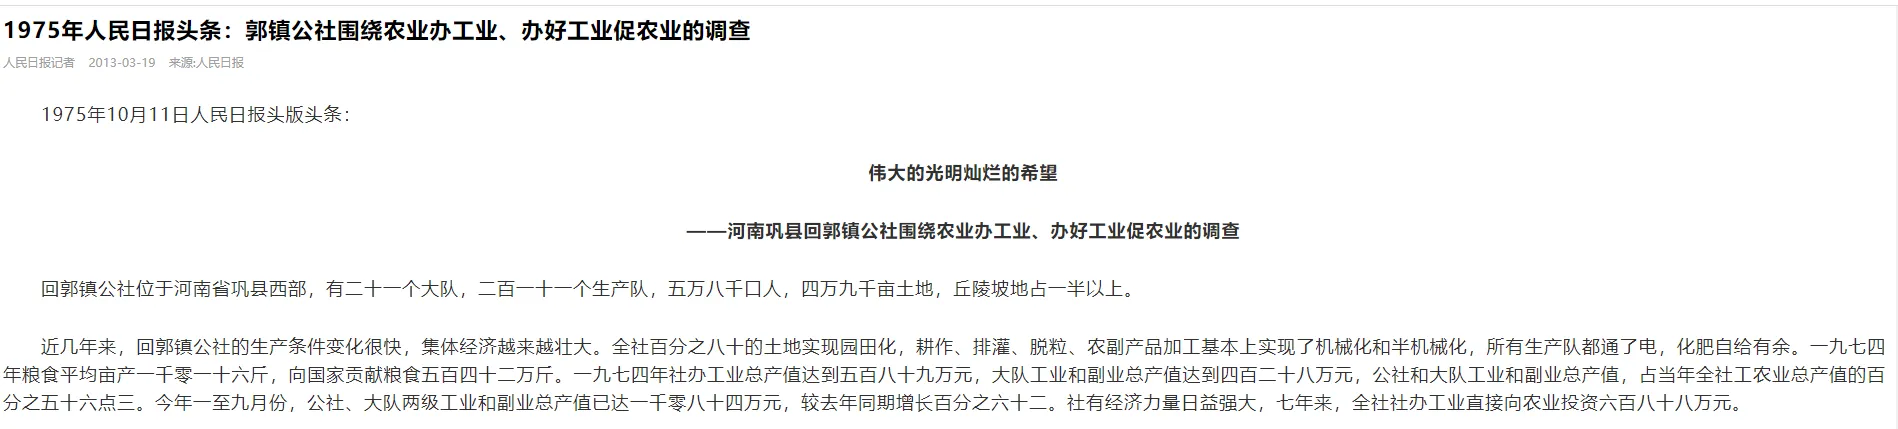 1975年人民日报头条：郭镇公社围绕农业办工业、办好工业促农业的调查
人民日报记者 2013-03-19 来源:人民日报
1975年10月11日人民日报头版头条：
伟大的光明灿烂的希望
——河南巩县回郭镇公社围绕农业办工业、办好工业促农业的调查
回郭镇公社位于河南省巩县西部，有二十一个大队，二百一十一个生产队，五万八千口人，四万九千亩土地，丘陵坡地占一半以上。
近几年来，回郭镇公社的生产条件变化很快，集体经济越来越壮大。全社百分之八十的土地实现园田化，耕作、排灌、脱粒、农副产品加工基本上实现了机械化和半机械化，所有生产队都通了电，化肥自给有余。一九七四
年粮食平均亩产一千零一十六斤，向国家贡献粮食五百四十二万斤。一九七四年社办工业总产值达到五百八十九万元，大队工业和副业总产值达到四百二十八万元，公社和大队工业和副业总产值，占当年全社工农业总产值的百
分之五十六点三。今年一至九月份，公社、大队两级工业和副业总产值已达一千零八十四万元，较去年同期增长百分之六十二。社有经济力量日益强大，七年来，全社社办工业直接向农业投资六百八十八万元。